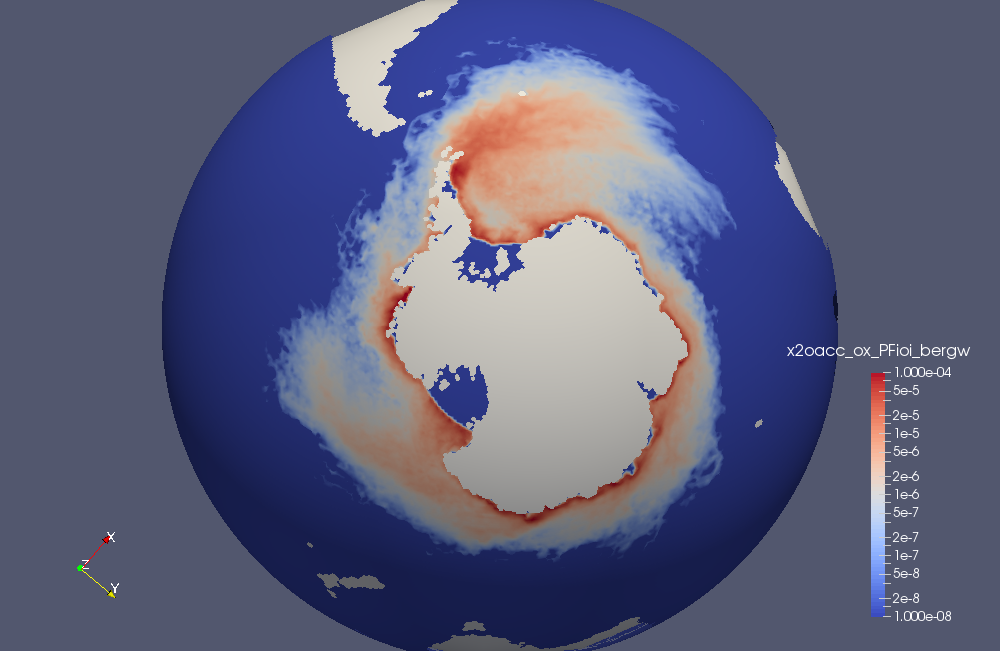 x2oacc_ox_PFioi_bergw
1.000e-04
5e-5
2e-5
1e-5
5e-6
2e-6
1e-6
5e-7
2e-7
1e-7
5e-8
2e-8
1.000e-08
X
Z
Y